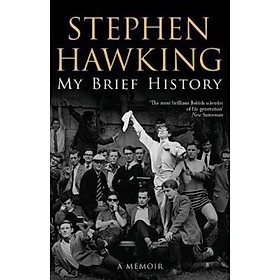 STEPHEN
HAWKING
MY BRIEF HISTORY
'The most brilliant British scientist
of his generation'
New Statesman
A MEMOIR